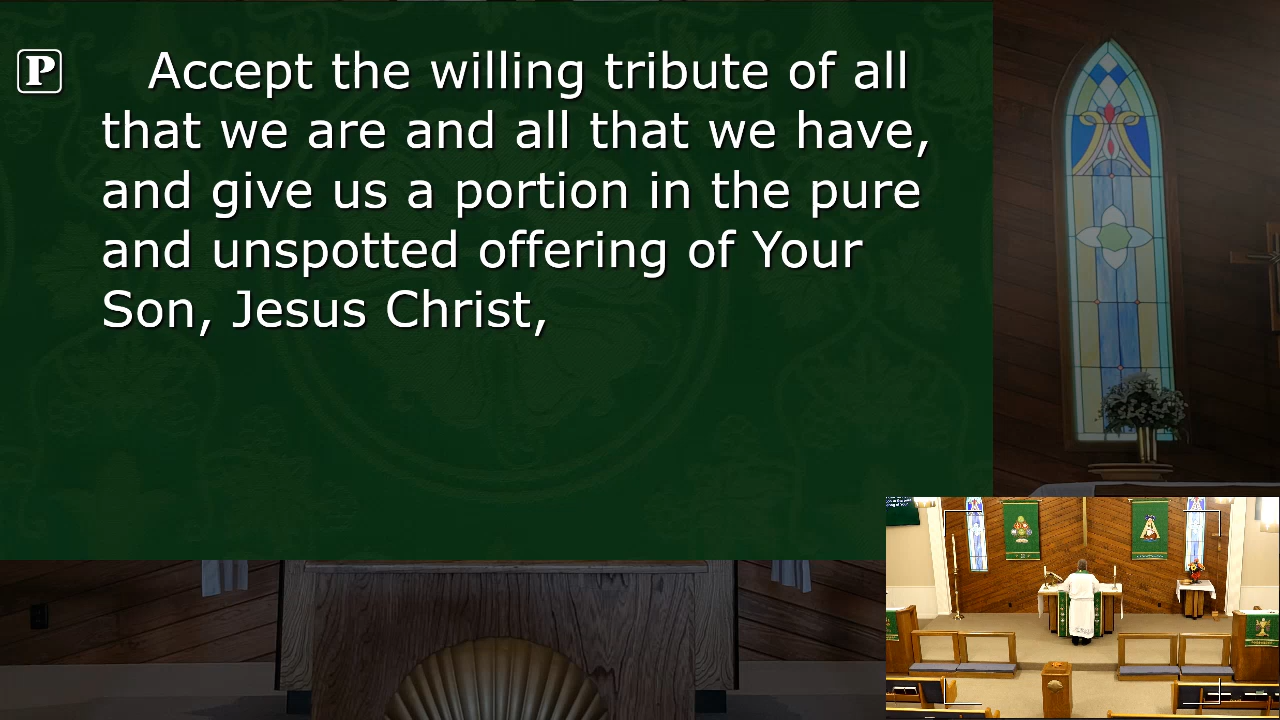 P Accept the willing tribute of all
that we are and all that we have,
and give us a portion in the pure
and unspotted offering of Your
Son, Jesus Christ,